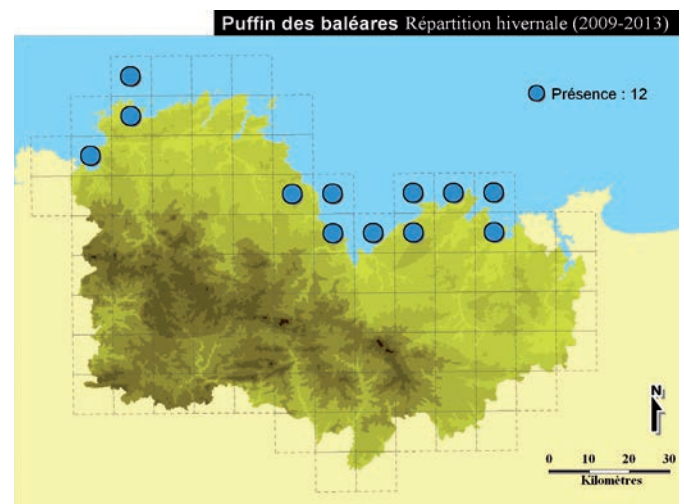 Puffin des baléares Répartition hivernale (2009-2013)
Présence : 12
N
0 10 20 30
Kilomètres